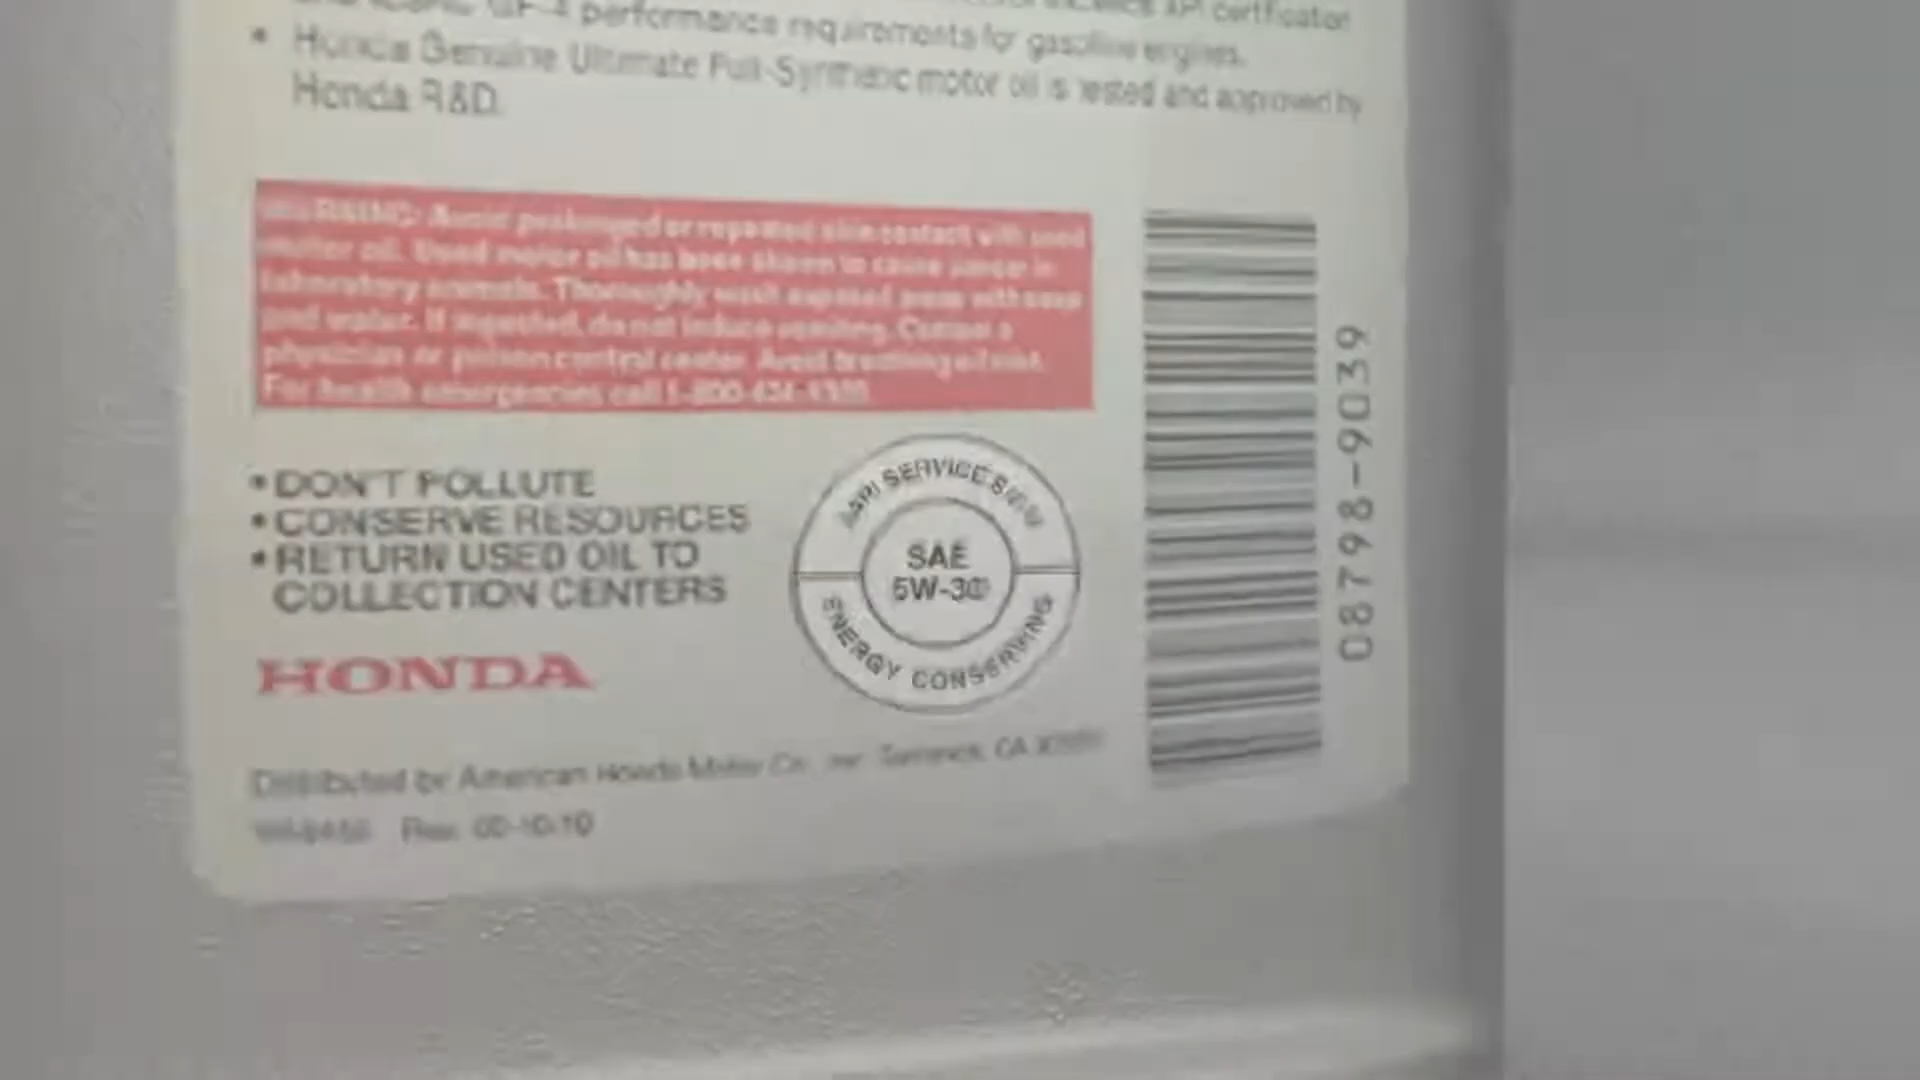 performance requirements for gasoline engines.
• Honda Genuine Ultimate Full-Synthetic motor oil is tested and approved by
Honda R&D.
WARNING: Avoid prolonged or repeated skin contact with used
motor oil. Used motor oil has been shown to cause cancer in
laboratory animals. Thoroughly wash exposed areas with soap
and water. If ingested, do not induce vomiting. Contact a
physician or poison control center. Avoid breathing oil mist.
For health emergencies call
• DON'T POLLUTE
• CONSERVE RESOURCES
• RETURN USED OIL TO
COLLECTION CENTERS
API SERVICE
SAE
5W-30
ENERGY CONSERVING
HONDA
Distributed by American Honda Motor Co., Inc. Torrance, CA
08798-9039